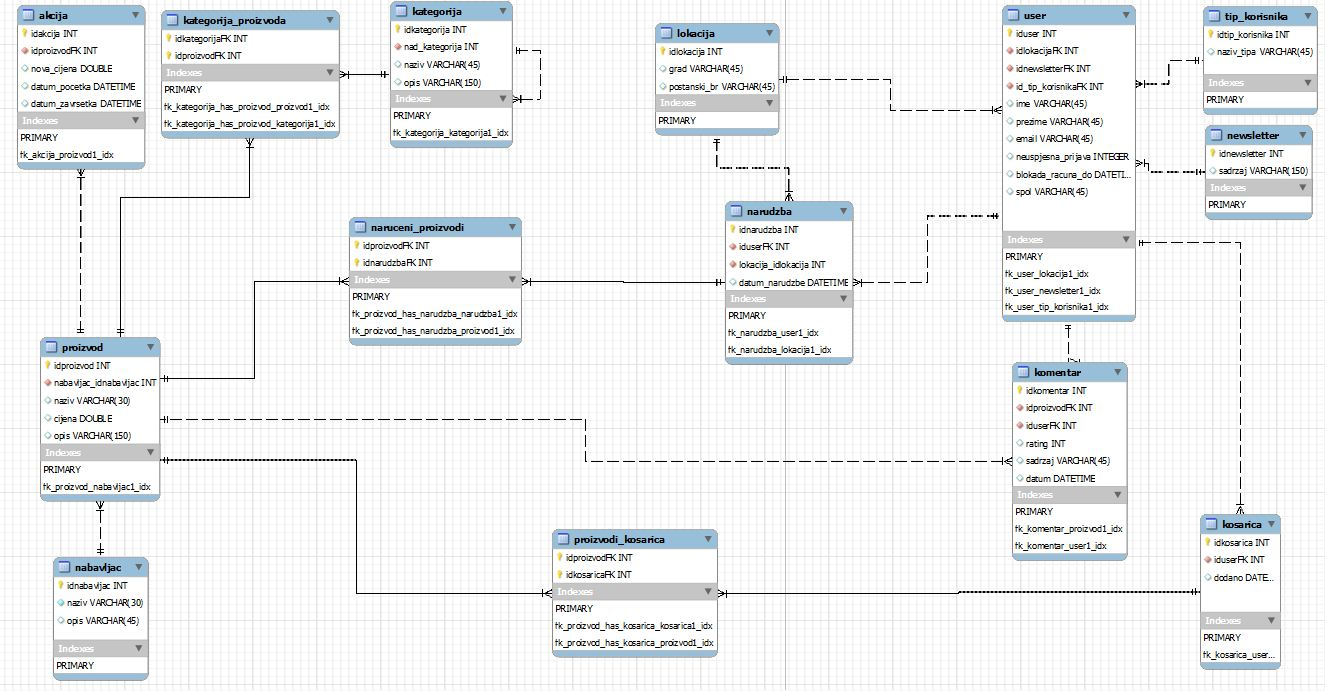 akcija
idakcija INT
idproizvodFK INT
nova_cijena DOUBLE
datum_pocetka DATETIME
datum_zavrsetka DATETIME
Indexes
PRIMARY
fk_akcija_proizvod1_idx
kategorija_proizvoda
idkategorijaFK INT
idproizvodFK INT
Indexes
PRIMARY
fk_kategorija_has_proizvod_proizvod1_idx
fk_kategorija_has_proizvod_kategorija1_idx
kategorija
idkategorija INT
nad_kategorija INT
naziv VARCHAR(45)
opis VARCHAR(150)
Indexes
PRIMARY
fk_kategorija_kategorija1_idx
lokacija
idlokacija INT
grad VARCHAR(45)
postanski_br VARCHAR(45)
Indexes
PRIMARY
user
iduser INT
idlokacijaFK INT
idnewsletterFK INT
id_tip_korisnikaFK INT
ime VARCHAR(45)
prezime VARCHAR(45)
email VARCHAR(45)
neuspjesna_prijava INTEGER
blokada_racuna_do DATETI...
spol VARCHAR(45)
Indexes
PRIMARY
fk_user_lokacija1_idx
fk_user_newsletter1_idx
fk_user_tip_korisnika1_idx
tip_korisnika
idtip_korisnika INT
naziv_tipa VARCHAR(45)
Indexes
PRIMARY
newsletter
idnewsletter INT
sadrzaj VARCHAR(150)
Indexes
PRIMARY
naruceni_proizvodi
idproizvodFK INT
idnarudzbaFK INT
Indexes
PRIMARY
fk_proizvod_has_narudzba_narudzba1_idx
fk_proizvod_has_narudzba_proizvod1_idx
narudzba
idnarudzba INT
iduserFK INT
lokacija_idlokacija INT
datum_narudzbe DATETIME
Indexes
PRIMARY
fk_narudzba_user1_idx
fk_narudzba_lokacija1_idx
proizvod
idproizvod INT
nabavljac_idnabavljac INT
naziv VARCHAR(30)
cijena DOUBLE
opis VARCHAR(150)
Indexes
PRIMARY
fk_proizvod_nabavljac1_idx
komentar
idkomentar INT
idproizvodFK INT
iduserFK INT
rating INT
sadrzaj VARCHAR(45)
datum DATETIME
Indexes
PRIMARY
fk_komentar_proizvod1_idx
fk_komentar_user1_idx
nabavljac
idnabavljac INT
naziv VARCHAR(30)
opis VARCHAR(45)
Indexes
PRIMARY
proizvodi_kosarica
idproizvodFK INT
idkosaricaFK INT
Indexes
PRIMARY
fk_proizvod_has_kosarica_kosarica1_idx
fk_proizvod_has_kosarica_proizvod1_idx
kosarica
idkosarica INT
iduserFK INT
dodano DATE...
Indexes
PRIMARY
fk_kosarica_user...